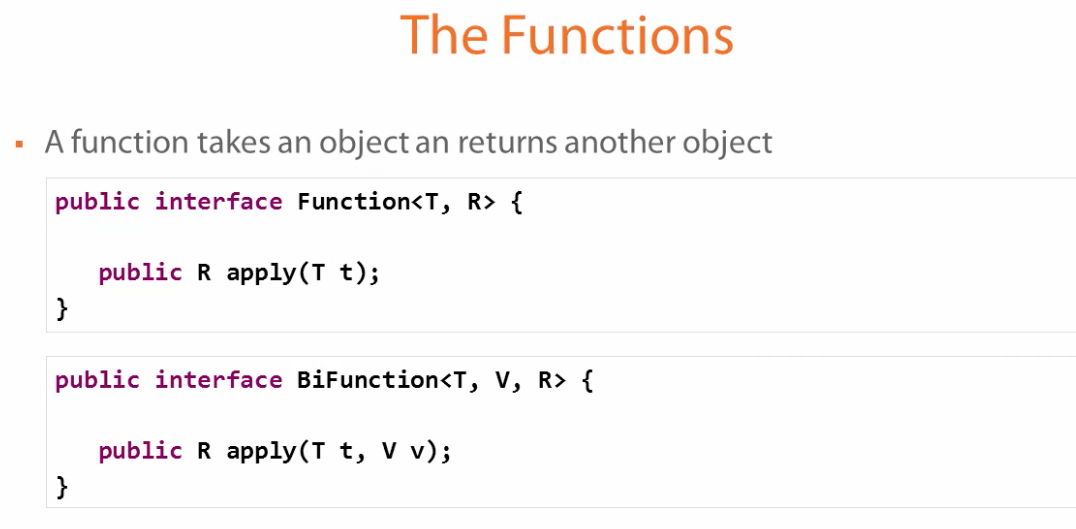 The Functions
A function takes an object an returns another object
public interface Function<T, R> {
public R apply(T t);
}
public interface BiFunction<T, V, R> {
public R apply(T t, V v);
}